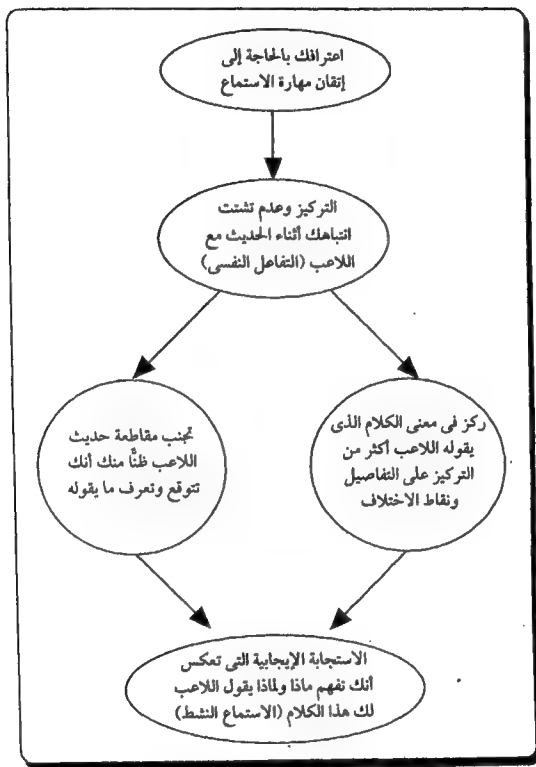 اعترافك بالحاجة إلى
إتقان مهارة الاستماع
التركيز وعدم تشتت
انتباهك أثناء الحديث مع
اللاعب (التفاعل النفسى)
ركز فى معنى الكلام الذى
يقوله اللاعب أكثر من
التركيز على التفاصيل
ونقاط الاختلاف
تجنب مقاطعة حديث
اللاعب ظنًّا منك أنك
تتوقع وتعرف ما يقوله
الاستجابة الإيجابية التى تعكس
أنك تفهم ماذا ولماذا يقول اللاعب
لك هذا الكلام (الاستماع النشط)